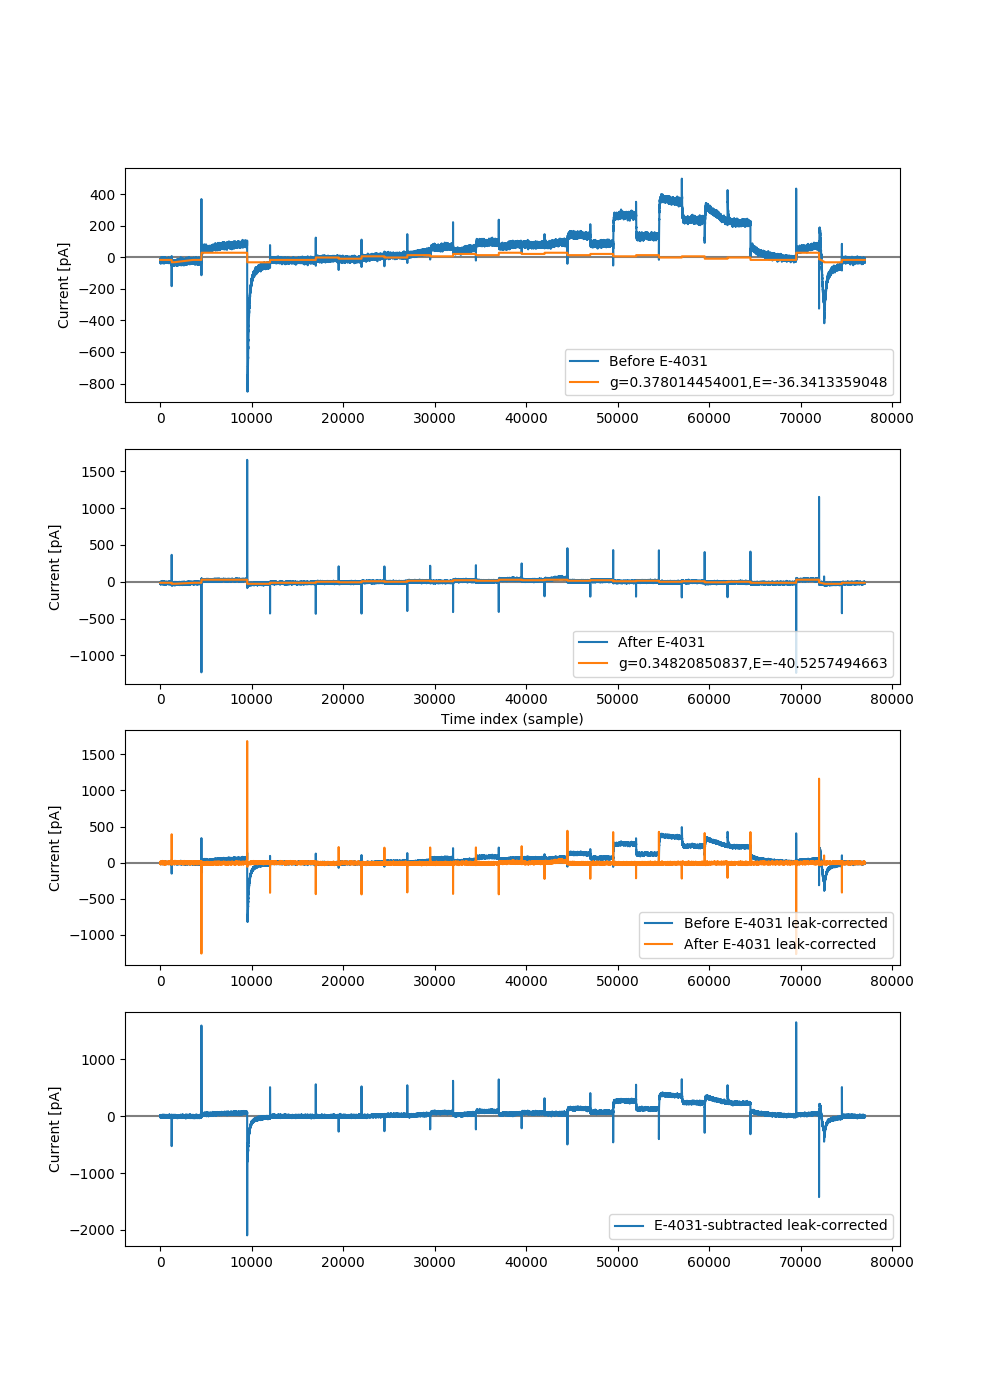 400
200
0
−200
−400
−600
−800
Current [pA]
Before E-4031
g=0.378014454001,E=-36.3413359048
0 10000 20000 30000 40000 50000 60000 70000 80000
1500
1000
500
0
−500
−1000
Current [pA]
After E-4031
g=0.34820850837,E=-40.5257494663
0 10000 20000 30000 40000 50000 60000 70000 80000
Time index (sample)
1500
1000
500
0
−500
−1000
Current [pA]
Before E-4031 leak-corrected
After E-4031 leak-corrected
0 10000 20000 30000 40000 50000 60000 70000 80000
1000
0
−1000
−2000
Current [pA]
E-4031-subtracted leak-corrected
0 10000 20000 30000 40000 50000 60000 70000 80000